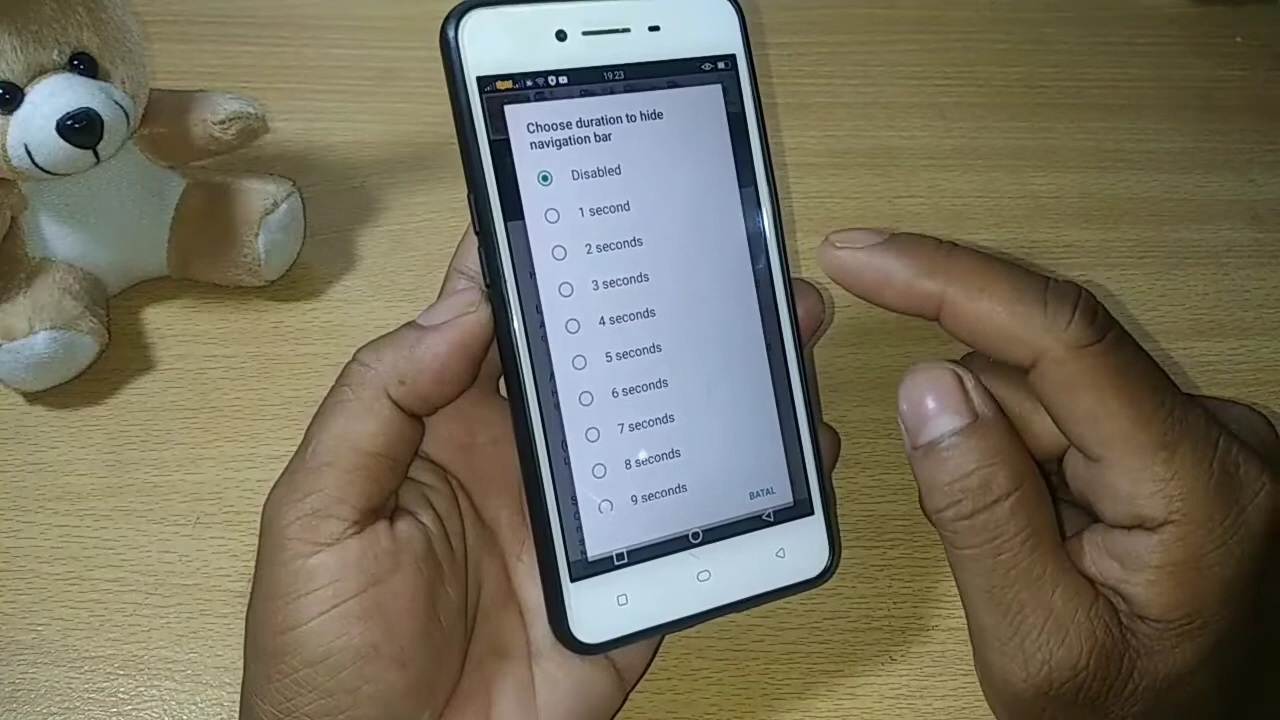 19.23
Choose duration to hide
navigation bar
Disabled
1 second
2 seconds
3 seconds
4 seconds
5 seconds
6 seconds
7 seconds
8 seconds
9 seconds
BATAL